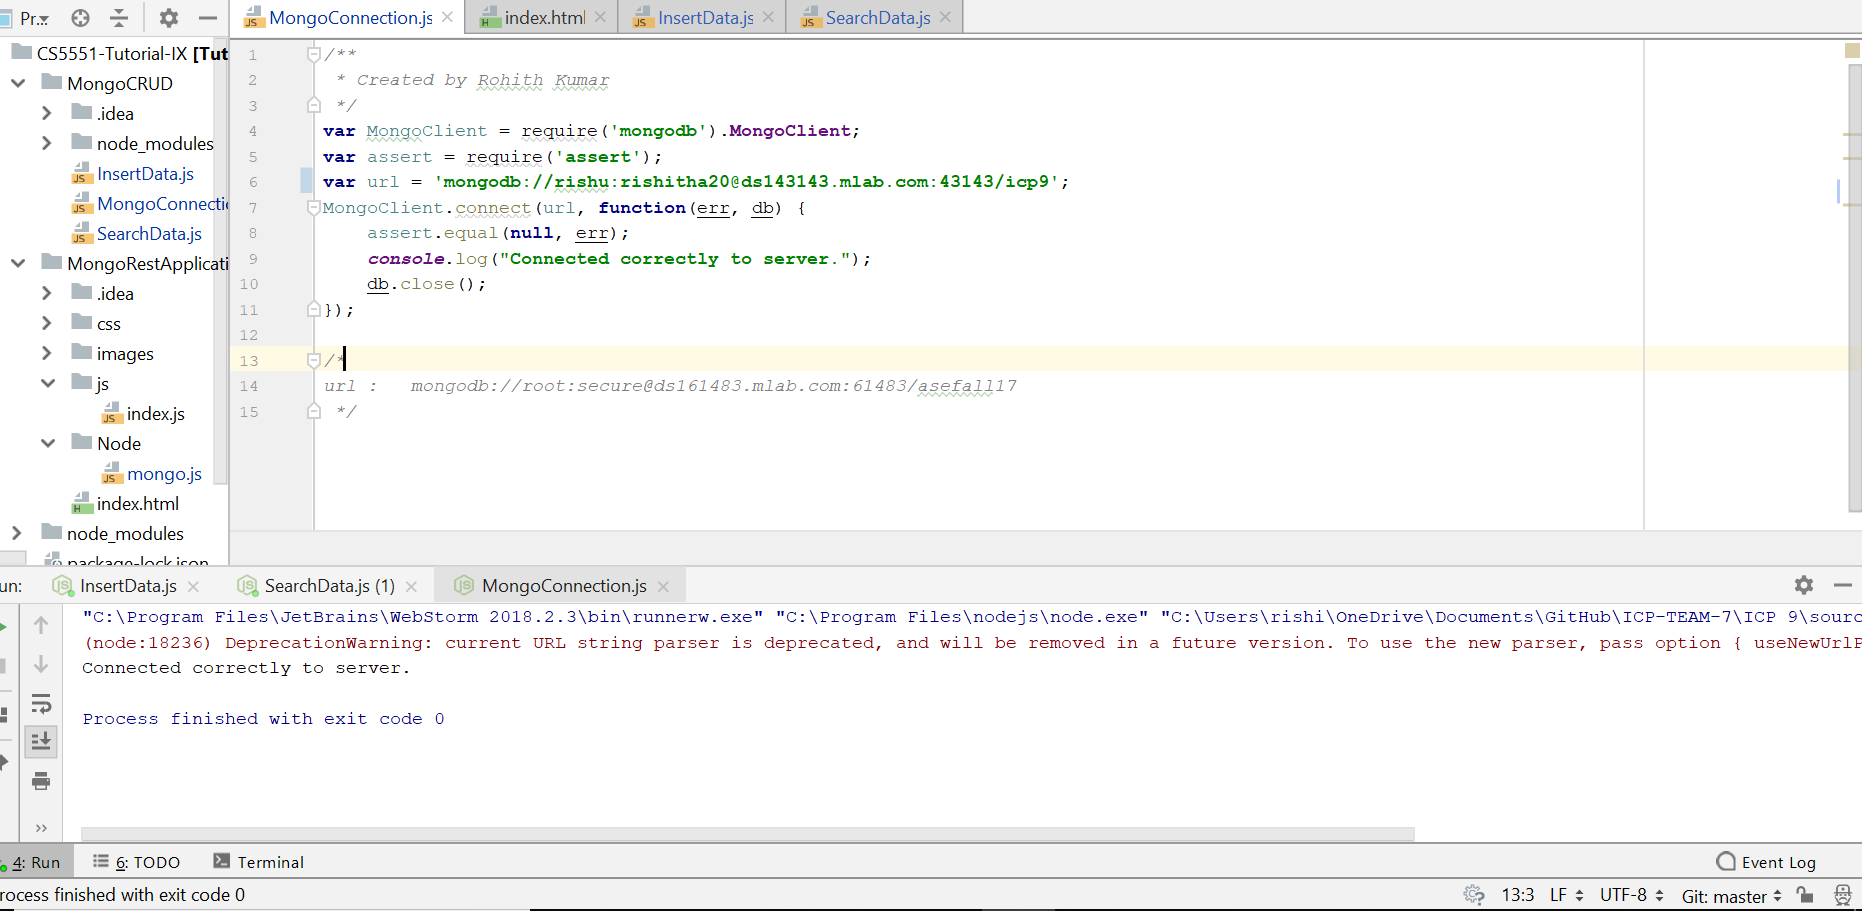 Pr...
MongoConnection.js
index.html
InsertData.js
SearchData.js
CS5551-Tutorial-IX [Tut
MongoCRUD
.idea
node_modules
InsertData.js
MongoConnectio
SearchData.js
MongoRestApplicati
.idea
css
images
js
index.js
Node
mongo.js
index.html
node_modules
package-lock.json
1 /**
2 * Created by Rohith Kumar
3 */
4 var MongoClient = require('mongodb').MongoClient;
5 var assert = require('assert');
6 var url = 'mongodb://rishu:rishitha20@ds143143.mlab.com:43143/icp9';
7 MongoClient.connect(url, function(err, db) {
8 assert.equal(null, err);
9 console.log("Connected correctly to server.");
10 db.close();
11 });
12
13 /*
14 url :   mongodb://root:secure@ds161483.mlab.com:61483/asefall17
15 */
un:
InsertData.js
SearchData.js (1)
MongoConnection.js
"C:\Program Files\JetBrains\WebStorm 2018.2.3\bin\runnerw.exe" "C:\Program Files\nodejs\node.exe" "C:\Users\rishi\OneDrive\Documents\GitHub\ICP-TEAM-7\ICP 9\sourc
(node:18236) DeprecationWarning: current URL string parser is deprecated, and will be removed in a future version. To use the new parser, pass option { useNewUrlP
Connected correctly to server.
Process finished with exit code 0
4: Run
6: TODO
Terminal
Event Log
rocess finished with exit code 0
13:3
LF
UTF-8
Git: master